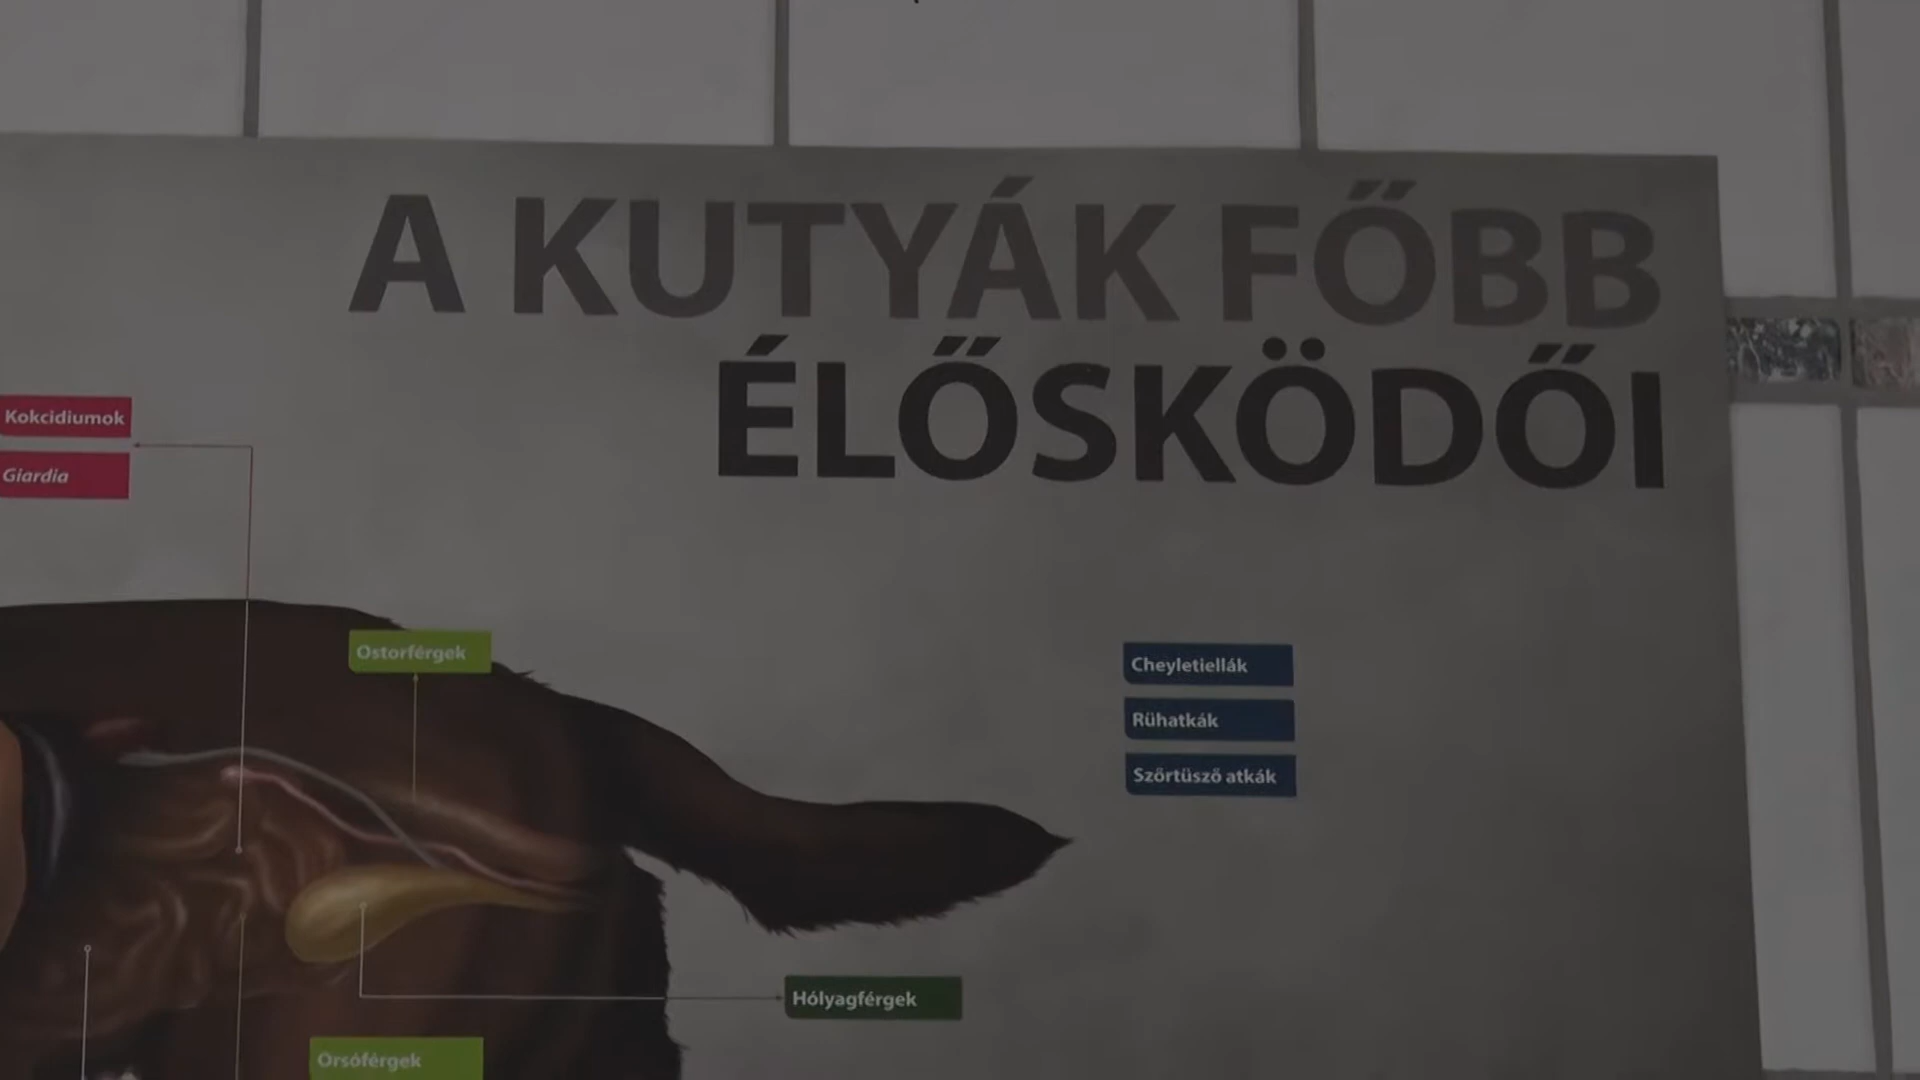 A KUTYÁK FŐBB
ÉLŐSKÖDŐI
Kokcidiumok
Giardia
Ostorférgek
Cheyletiellák
Rühatkák
Szőrtüsző atkák
Hólyagférgek
Orsóférgek